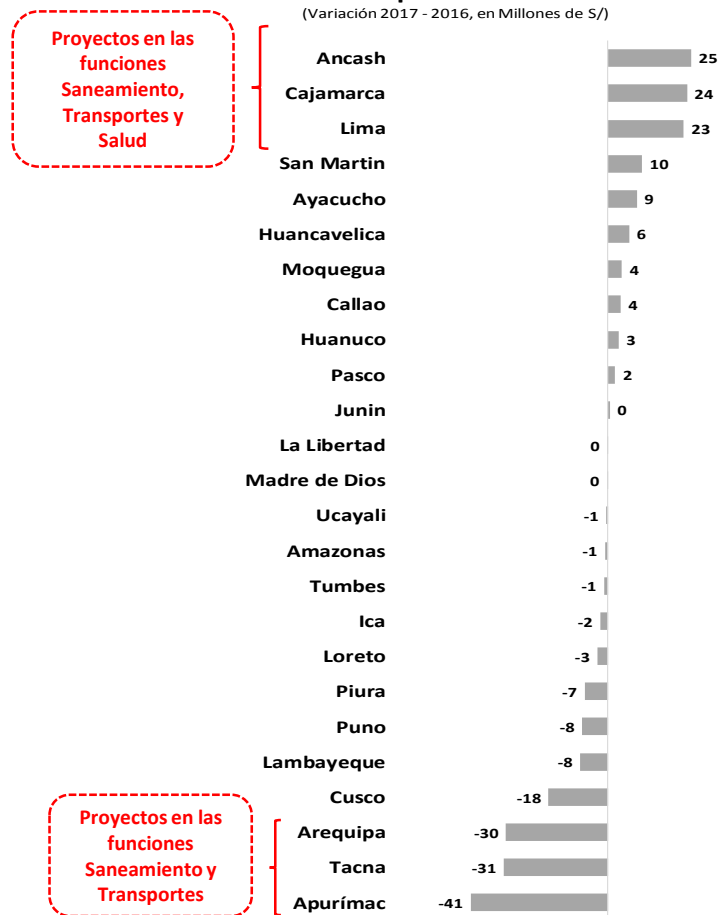 (Variación 2017 - 2016, en Millones de S/)
Proyectos en las
funciones
Saneamiento,
Transportes y
Salud
Ancash 25
Cajamarca 24
Lima 23
San Martin 10
Ayacucho 9
Huancavelica 6
Moquegua 4
Callao 4
Huanuco 3
Pasco 2
Junin 0
La Libertad 0
Madre de Dios 0
Ucayali -1
Amazonas -1
Tumbes -1
Ica -2
Loreto -3
Piura -7
Puno -8
Lambayeque -8
Cusco -18
Proyectos en las
funciones
Saneamiento y
Transportes
Arequipa -30
Tacna -31
Apurímac -41